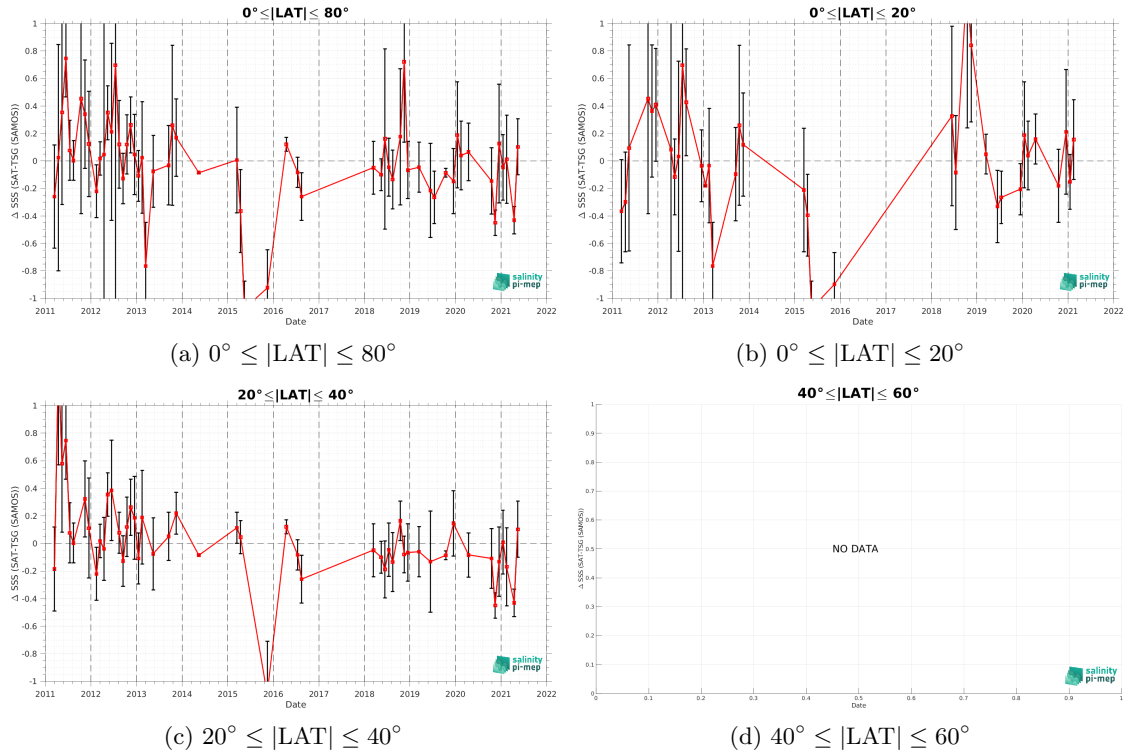 0°≤|LAT|≤ 80°
Δ SSS (SAT-TSG (SAMOS))
1
0.8
0.6
0.4
0.2
0
-0.2
-0.4
-0.6
-0.8
-1
2011 2012 2013 2014 2015 2016 2017 2018 2019 2020 2021 2022
Date
salinity
pi-mep
(a) 0° ≤ |LAT| ≤ 80°
0°≤|LAT|≤ 20°
Δ SSS (SAT-TSG (SAMOS))
1
0.8
0.6
0.4
0.2
0
-0.2
-0.4
-0.6
-0.8
-1
2011 2012 2013 2014 2015 2016 2017 2018 2019 2020 2021 2022
Date
salinity
pi-mep
(b) 0° ≤ |LAT| ≤ 20°
20°≤|LAT|≤ 40°
Δ SSS (SAT-TSG (SAMOS))
1
0.8
0.6
0.4
0.2
0
-0.2
-0.4
-0.6
-0.8
-1
2011 2012 2013 2014 2015 2016 2017 2018 2019 2020 2021 2022
Date
salinity
pi-mep
(c) 20° ≤ |LAT| ≤ 40°
40°≤|LAT|≤ 60°
Δ SSS (SAT-TSG (SAMOS))
1
0.9
0.8
0.7
0.6
0.5
0.4
0.3
0.2
0.1
0
NO DATA
0 0.1 0.2 0.3 0.4 0.5 0.6 0.7 0.8 0.9 1
Date
salinity
pi-mep
(d) 40° ≤ |LAT| ≤ 60°